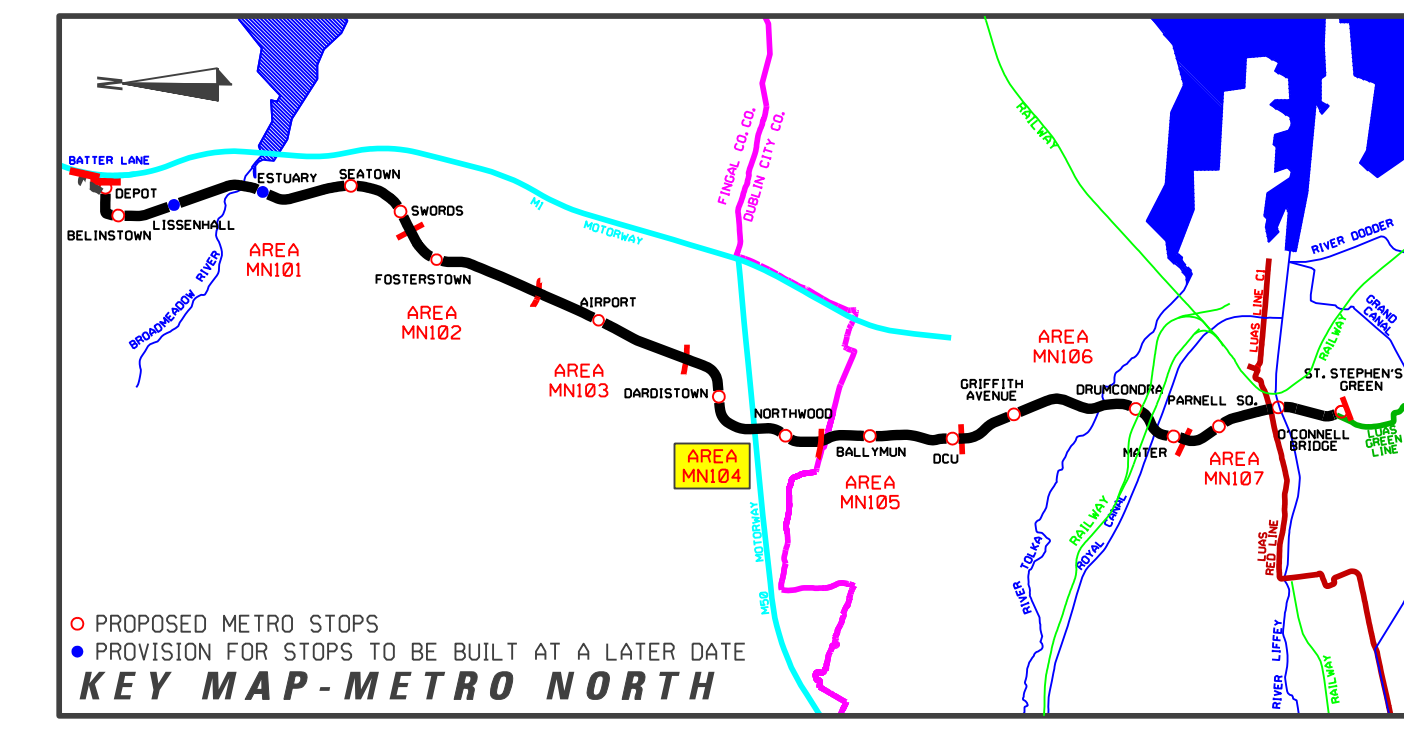 BATTER LANE
DEPOT
BELINSTOWN
LISSENHALL
ESTUARY
SEATOWN
SWORDS
BROADMEADOW RIVER
AREA
MN101
FOSTERSTOWN
AREA
MN102
M1
MOTORWAY
AIRPORT
AREA
MN103
FINGAL CO. CO.
DUBLIN CITY CO.
DARDISTOWN
NORTHWOOD
AREA
MN104
MOTORWAY
M50
BALLYMUN
AREA
MN105
DCU
GRIFFITH
AVENUE
AREA
MN106
RAILWAY
DRUMCONDRA
MATER
PARNELL SQ.
AREA
MN107
O'CONNELL
BRIDGE
ST. STEPHEN'S
GREEN
LUAS
GREEN
LINE
LUAS LINE C1
RIVER DODDER
GRAND
CANAL
RAILWAY
RAILWAY
ROYAL CANAL
RIVER TOLKA
LUAS
RED LINE
RIVER LIFFEY
RAILWAY
PROPOSED METRO STOPS
PROVISION FOR STOPS TO BE BUILT AT A LATER DATE
KEY MAP-METRO NORTH